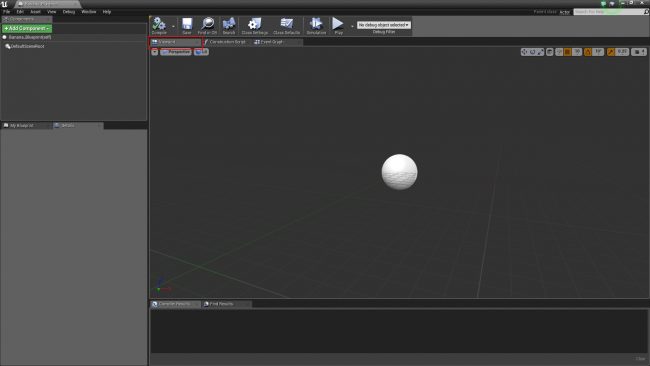 File Edit Asset View Debug Window Help
Parent class: Actor
Components
+ Add Component
Banana_Blueprint(self)
DefaultSceneRoot
Compile Save Find in CB Search Class Settings Class Defaults Simulation Play
No debug object selected
Debug Filter
Viewport Construction Script Event Graph
Perspective Lit
10 10° 0.25 4
My Blueprint Details
Compiler Results Find Results
Clear